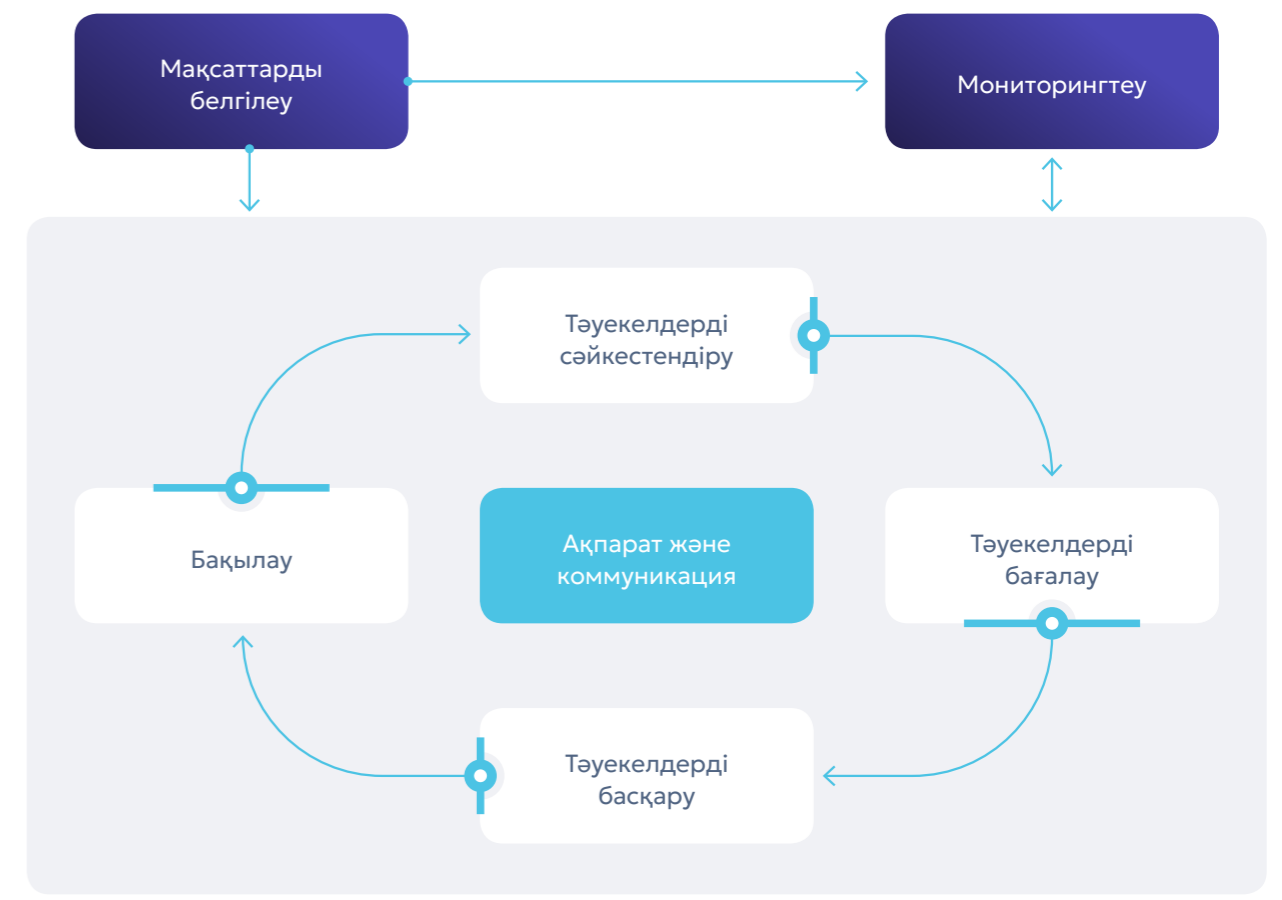 Мақсаттарды
белгілеу
Мониторингтеу
Тәуекелдерді
сәйкестендіру
Бақылау
Ақпарат және
коммуникация
Тәуекелдерді
бағалау
Тәуекелдерді
басқару